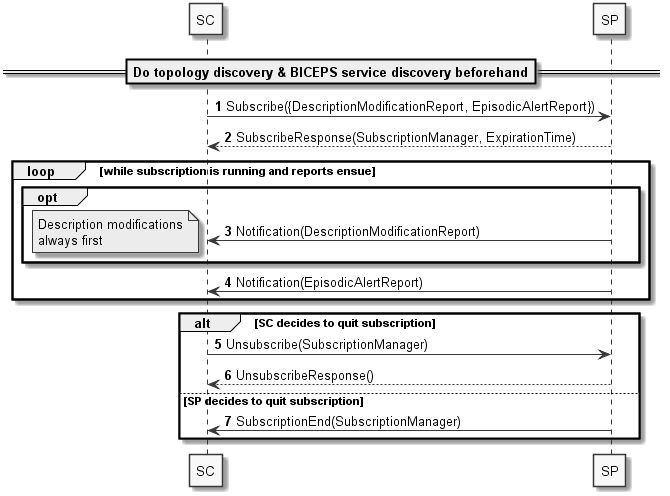 SC
SP
Do topology discovery & BICEPS service discovery beforehand
1 Subscribe({DescriptionModificationReport, EpisodicAlertReport})
2 SubscribeResponse(SubscriptionManager, ExpirationTime)
loop [while subscription is running and reports ensue]
opt
Description modifications
always first
3 Notification(DescriptionModificationReport)
4 Notification(EpisodicAlertReport)
alt [SC decides to quit subscription]
5 Unsubscribe(SubscriptionManager)
6 UnsubscribeResponse()
[SP decides to quit subscription]
7 SubscriptionEnd(SubscriptionManager)
SC
SP